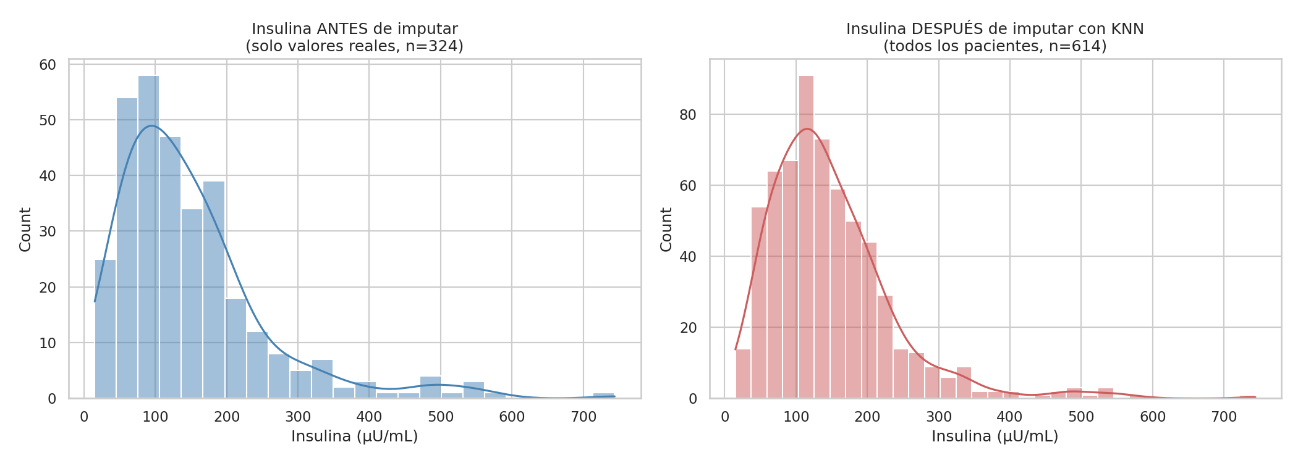 Insulina ANTES de imputar
(solo valores reales, n=324)
60
50
40
30
20
10
0
Count
0 100 200 300 400 500 600 700
Insulina (µU/mL)
Insulina DESPUÉS de imputar con KNN
(todos los pacientes, n=614)
80
60
40
20
0
Count
0 100 200 300 400 500 600 700
Insulina (µU/mL)